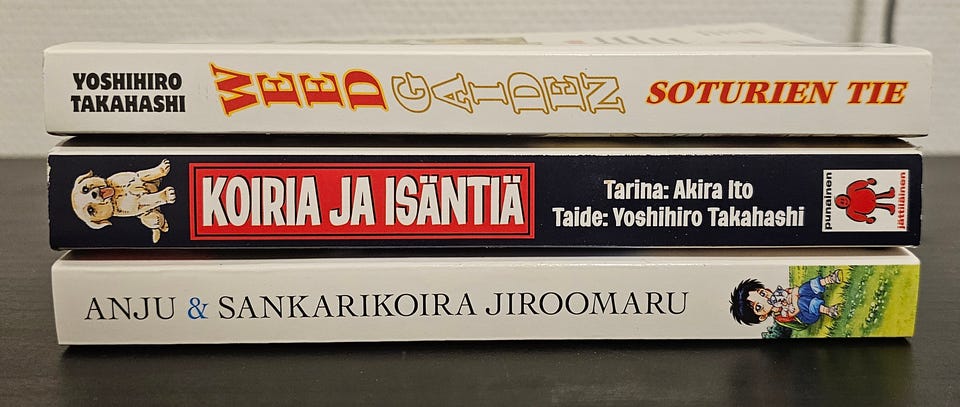 YOSHIHIRO
TAKAHASHI
WEED GAIDEN
SOTURIEN TIE
KOIRIA JA ISÄNTIÄ
Tarina: Akira Ito
Taide: Yoshihiro Takahashi
punainen
jättiläinen
ANJU & SANKARIKOIRA JIROOMARU